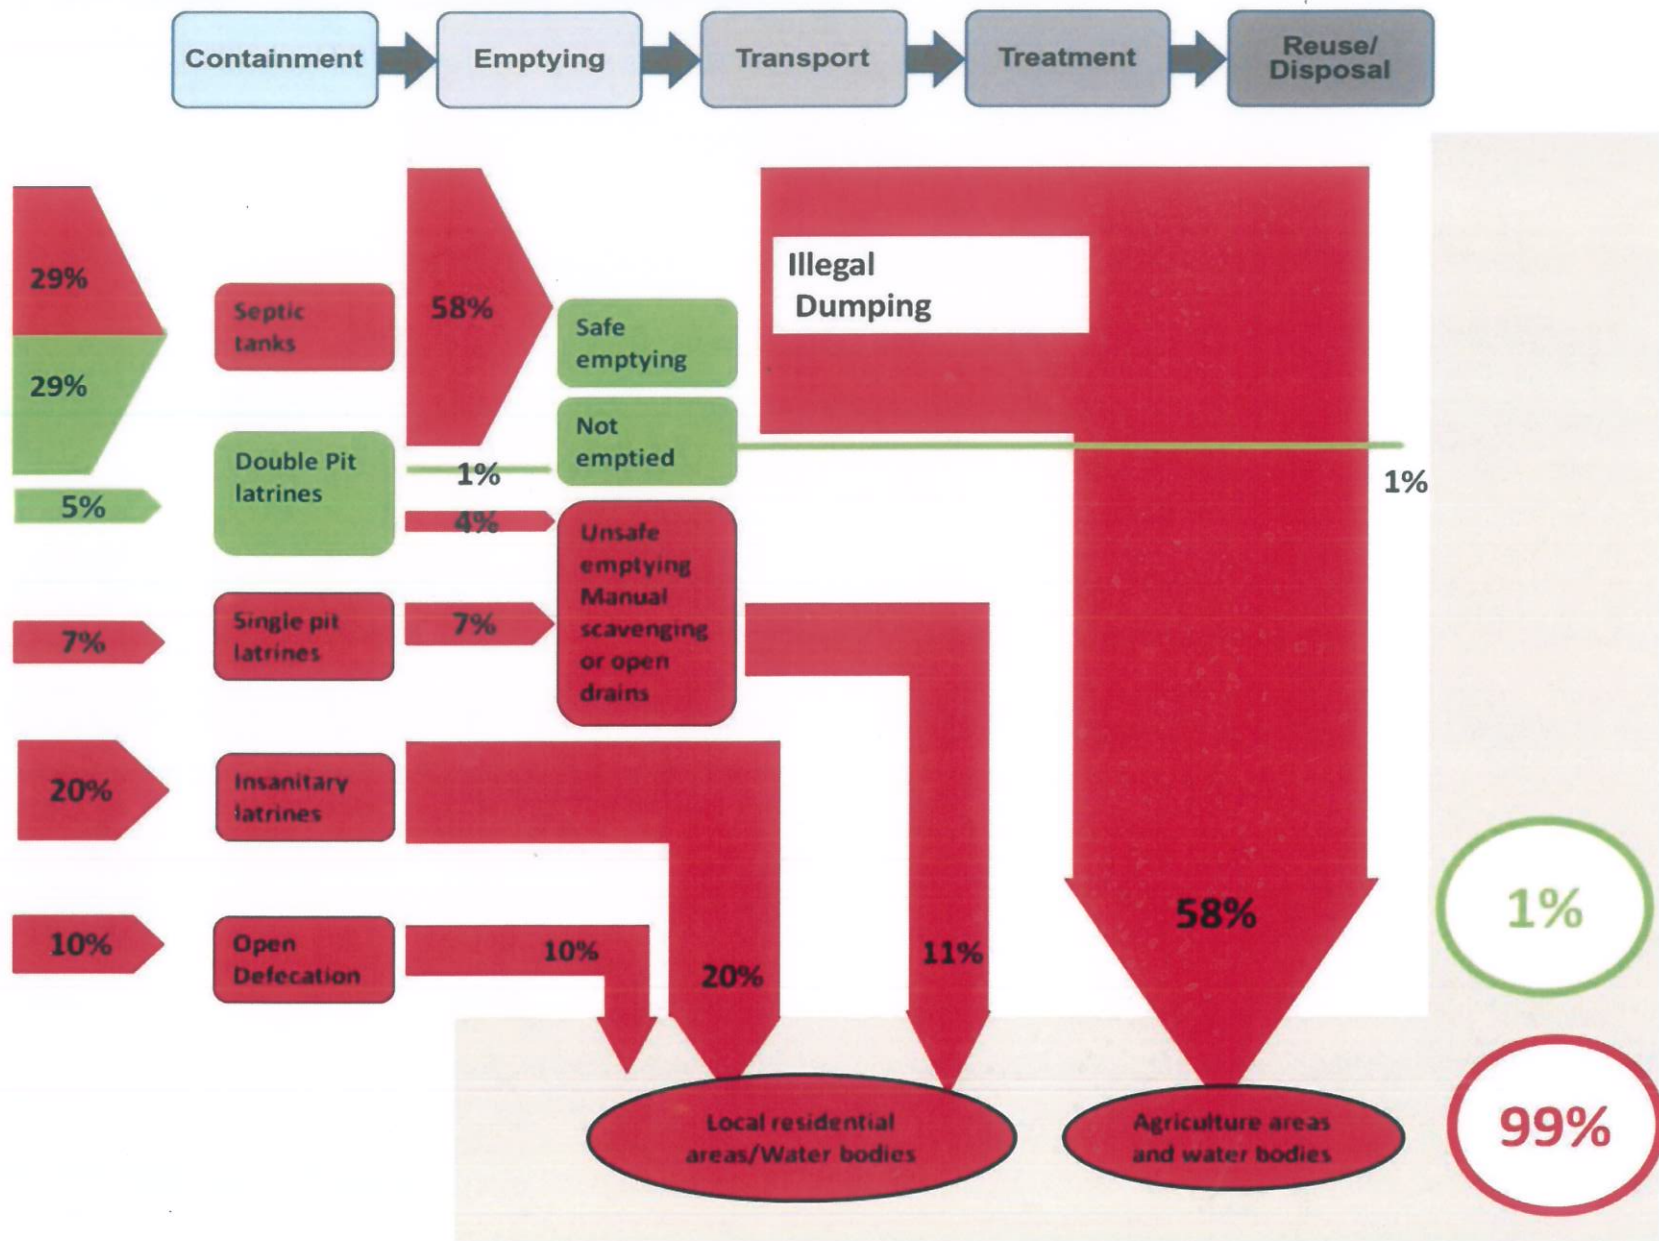 Containment
Emptying
Transport
Treatment
Reuse/
Disposal
29%
29%
5%
7%
20%
10%
Septic
tanks
Double Pit
latrines
Single pit
latrines
Insanitary
latrines
Open
Defecation
58%
1%
4%
7%
Safe
emptying
Not
emptied
Unsafe
emptying
Manual
scavenging
or open
drains
Illegal
Dumping
1%
10%
20%
11%
58%
Local residential
areas/Water bodies
Agriculture areas
and water bodies
1%
99%